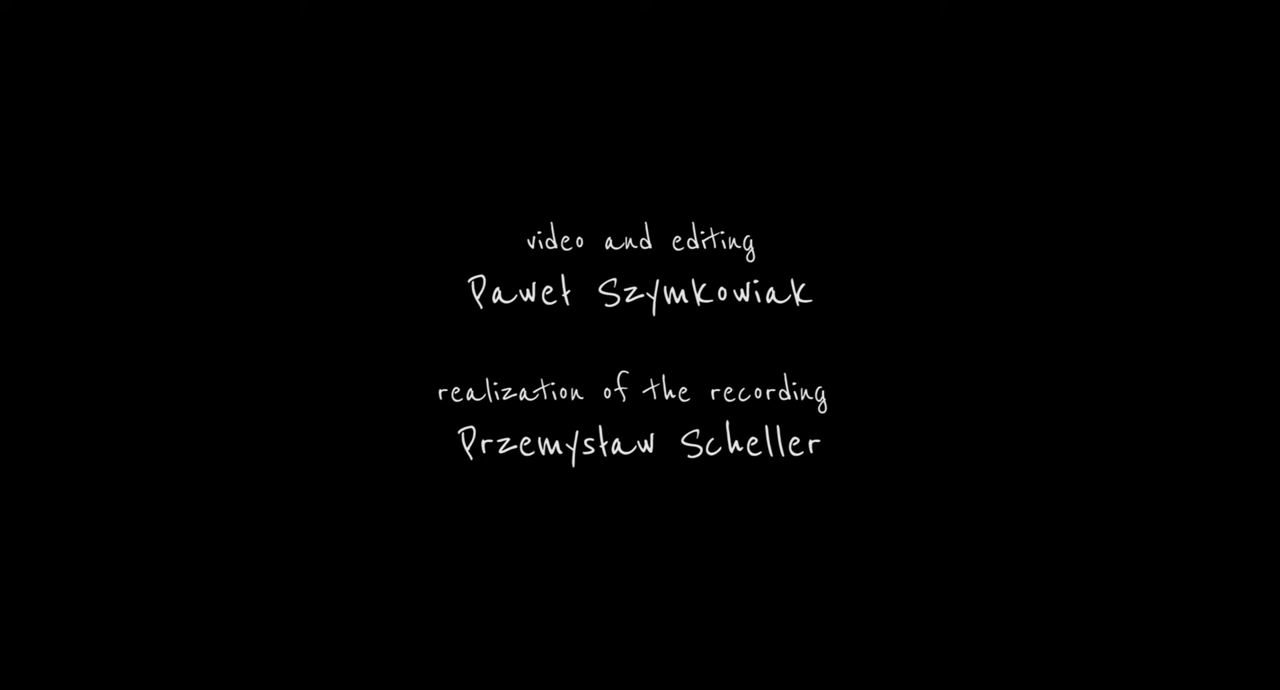 video and editing
Paweł Szymkowiak
realization of the recording
Przemysław Scheller